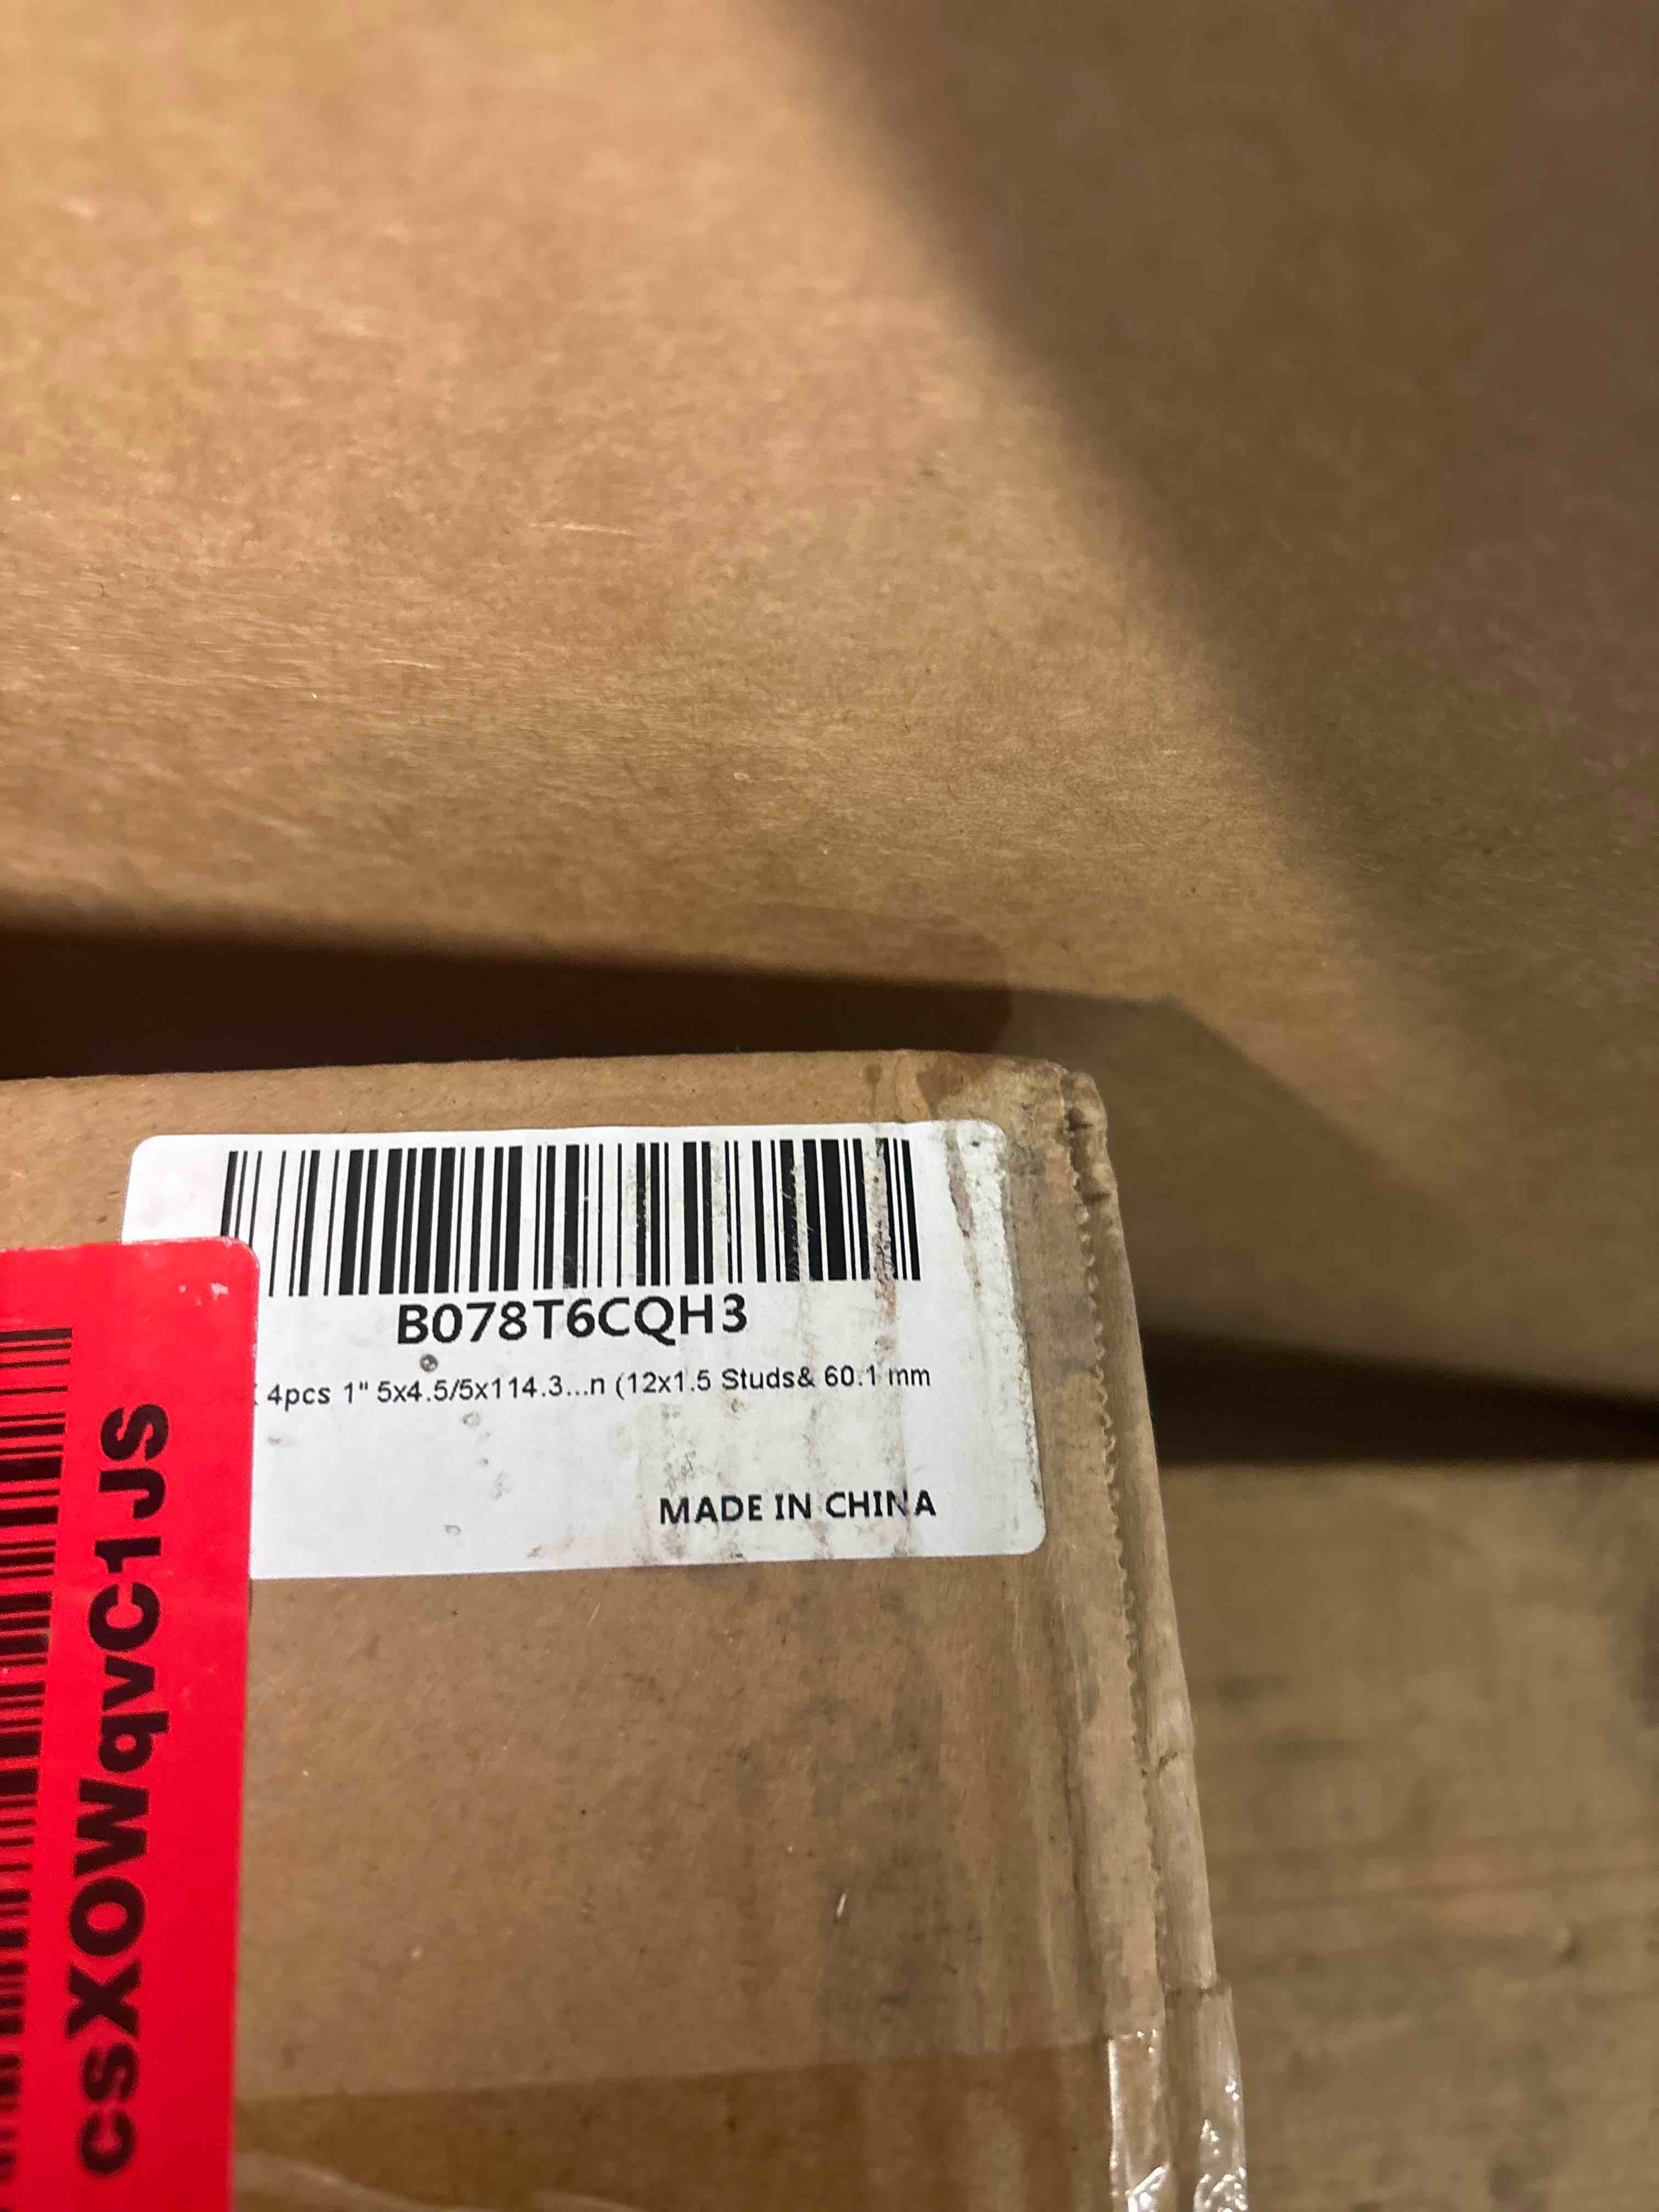 B078T6CQH3
4pcs 1" 5x4.5/5x114.3...n (12x1.5 Studs& 60.1 mm
MADE IN CHINA
csXOWqvC1JS